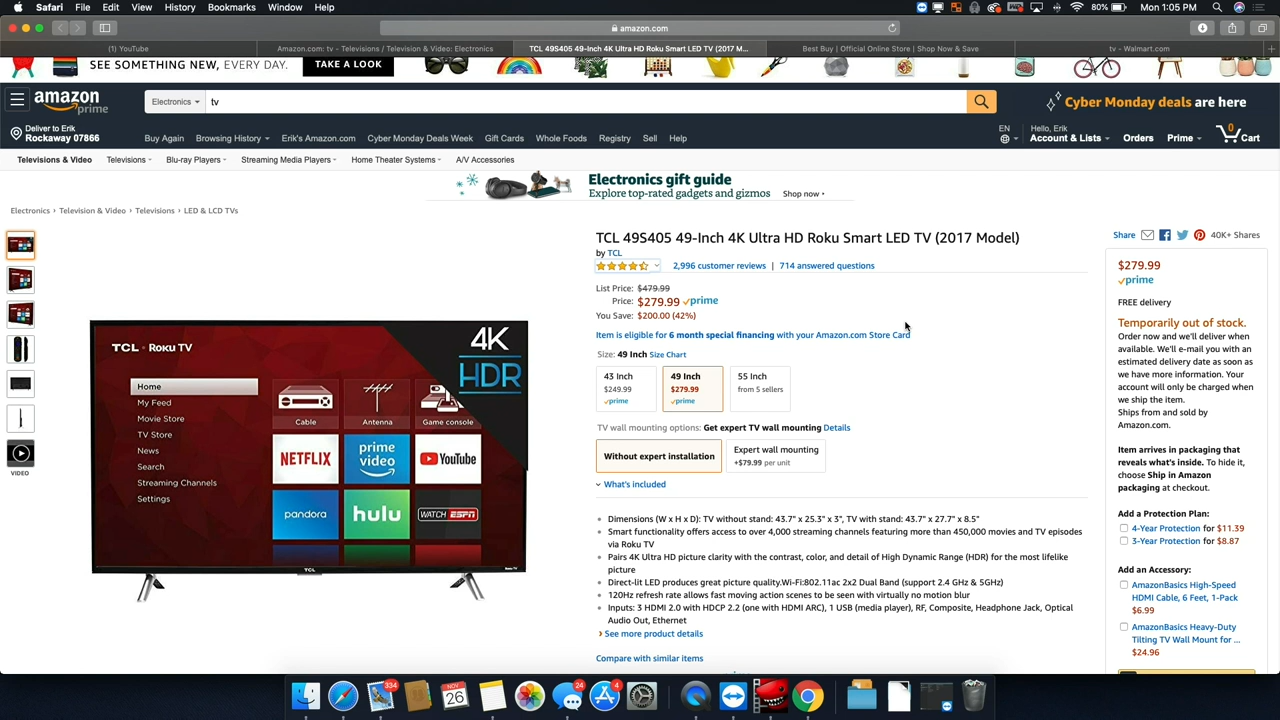 Safari File Edit View History Bookmarks Window Help
80% Mon 1:05 PM
amazon.com
(1) YouTube
Amazon.com: tv - Televisions / Television & Video: Electronics
TCL 49S405 49-Inch 4K Ultra HD Roku Smart LED TV (2017 M...
Best Buy | Official Online Store | Shop Now & Save
tv - Walmart.com
SEE SOMETHING NEW, EVERY DAY. TAKE A LOOK
amazon prime
Electronics tv
Cyber Monday deals are here
Deliver to Erik
Rockaway 07866
Buy Again Browsing History Erik's Amazon.com Cyber Monday Deals Week Gift Cards Whole Foods Registry Sell Help
EN
Hello, Erik
Account & Lists Orders Prime 0 Cart
Televisions & Video Televisions Blu-ray Players Streaming Media Players Home Theater Systems A/V Accessories
Electronics gift guide
Explore top-rated gadgets and gizmos Shop now
Electronics › Television & Video › Televisions › LED & LCD TVs
VIDEO
TCL · Roku TV
4K
HDR
Home
My Feed
Movie Store
TV Store
News
Search
Streaming Channels
Settings
Cable Antenna Game console
NETFLIX prime video YouTube
pandora hulu WATCH ESPN
TCL
TCL 49S405 49-Inch 4K Ultra HD Roku Smart LED TV (2017 Model)
by TCL
2,996 customer reviews | 714 answered questions
List Price: $479.99
Price: $279.99 prime
You Save: $200.00 (42%)
Item is eligible for 6 month special financing with your Amazon.com Store Card
Size: 49 Inch Size Chart
43 Inch
$249.99
prime
49 Inch
$279.99
prime
55 Inch
from 5 sellers
TV wall mounting options: Get expert TV wall mounting Details
Without expert installation
Expert wall mounting
+$79.99 per unit
What's included
Dimensions (W x H x D): TV without stand: 43.7" x 25.3" x 3", TV with stand: 43.7" x 27.7" x 8.5"
Smart functionality offers access to over 4,000 streaming channels featuring more than 450,000 movies and TV episodes
via Roku TV
Pairs 4K Ultra HD picture clarity with the contrast, color, and detail of High Dynamic Range (HDR) for the most lifelike
picture
Direct-lit LED produces great picture quality.Wi-Fi:802.11ac 2x2 Dual Band (support 2.4 GHz & 5GHz)
120Hz refresh rate allows fast moving action scenes to be seen with virtually no motion blur
Inputs: 3 HDMI 2.0 with HDCP 2.2 (one with HDMI ARC), 1 USB (media player), RF, Composite, Headphone Jack, Optical
Audio Out, Ethernet
› See more product details
Compare with similar items
Share 40K+ Shares
$279.99
prime
FREE delivery
Temporarily out of stock.
Order now and we'll deliver when
available. We'll e-mail you with an
estimated delivery date as soon as
we have more information. Your
account will only be charged when
we ship the item.
Ships from and sold by
Amazon.com.
Item arrives in packaging that
reveals what's inside. To hide it,
choose Ship in Amazon
packaging at checkout.
Add a Protection Plan:
4-Year Protection for $11.39
3-Year Protection for $8.87
Add an Accessory:
AmazonBasics High-Speed
HDMI Cable, 6 Feet, 1-Pack
$6.99
AmazonBasics Heavy-Duty
Tilting TV Wall Mount for ...
$24.96
334
NOV
26
24
4